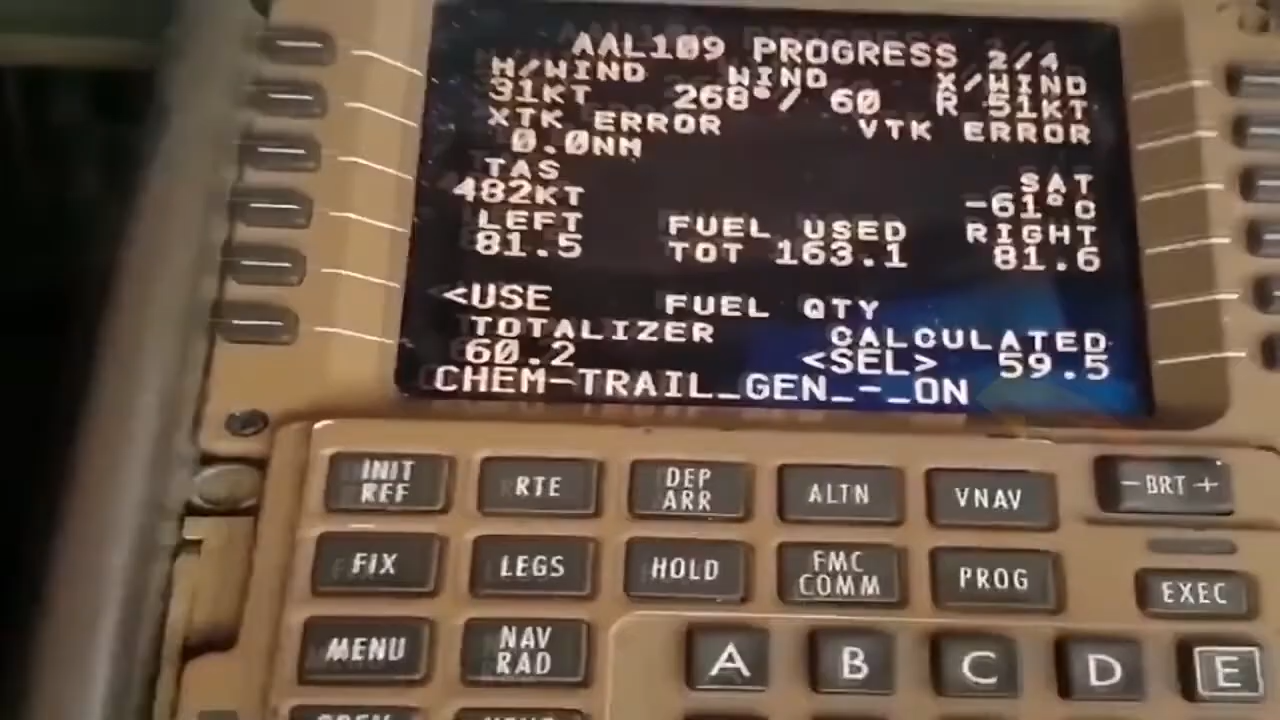 AAL109 PROGRESS 2/4
H/WIND WIND X/WIND
31KT 268°/ 60 R 51KT
XTK ERROR VTK ERROR
0.0NM
TAS SAT
482KT -61°C
LEFT FUEL USED RIGHT
81.5 TOT 163.1 81.6
<USE FUEL QTY
TOTALIZER CALCULATED
60.2 <SEL> 59.5
CHEM-TRAIL_GEN_-_ON
INIT REF
RTE
DEP ARR
ALTN
VNAV
-BRT+
FIX
LEGS
HOLD
FMC COMM
PROG
EXEC
MENU
NAV RAD
A B C D E